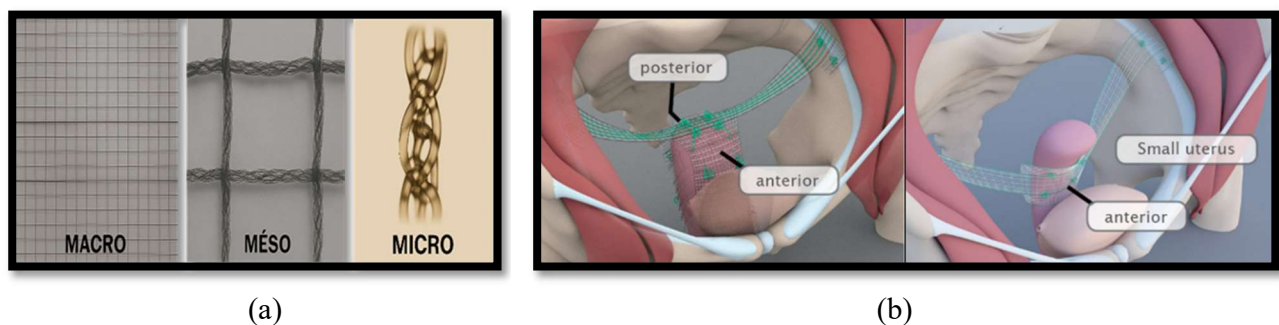 MACRO
MÉSO
MICRO
posterior
anterior
Small uterus
anterior
(a)
(b)